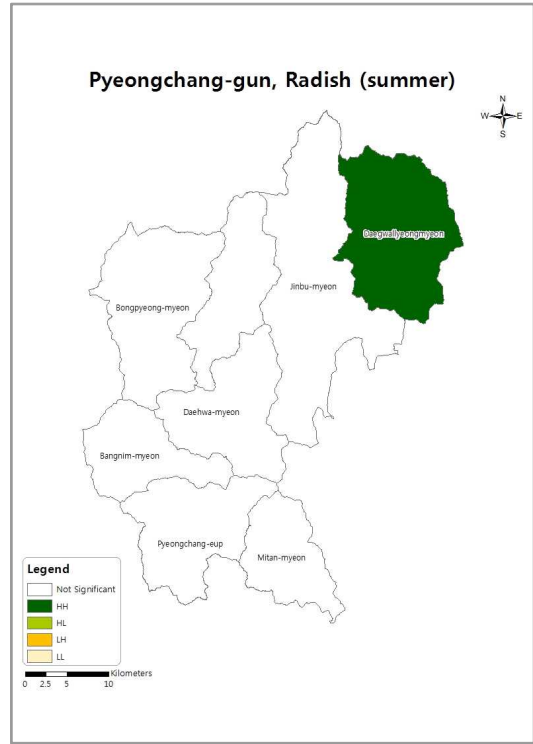 Pyeongchang-gun, Radish (summer)
N
W E
S
Daegwallyeongmyeon
Jinbu-myeon
Bongpyeong-myeon
Daehwa-myeon
Bangnim-myeon
Pyeongchang-eup
Mitan-myeon
Legend
Not Significant
HH
HL
LH
LL
Kilometers
0 2.5 5 10